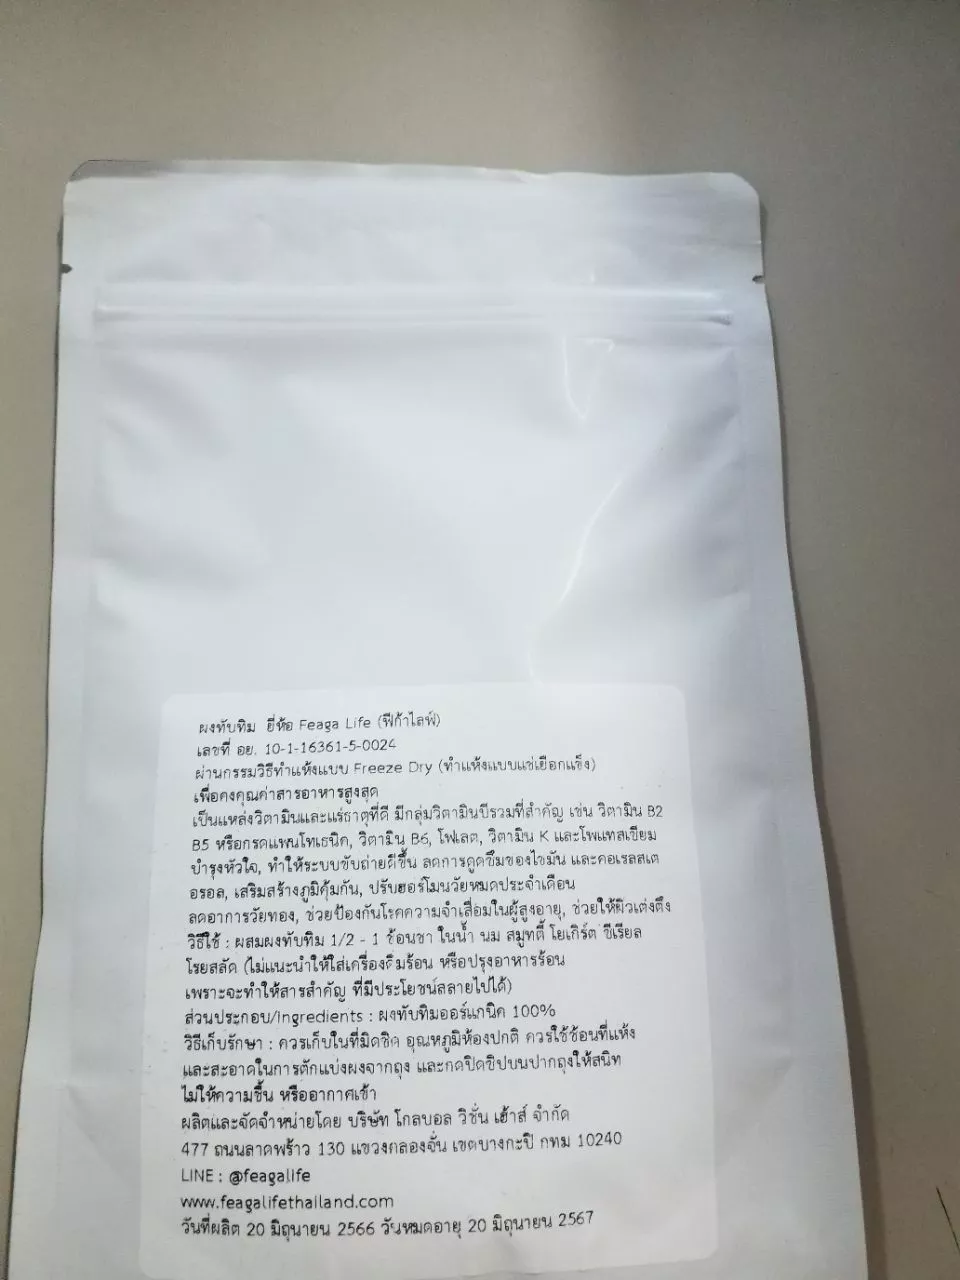 ผงทับทิม ยี่ห้อ Feaga Life (ฟีก้าไลฟ์)
เลขที่ อย. 10-1-16361-5-0024
ผ่านกรรมวิธีทำแห้งแบบ Freeze Dry (ทำแห้งแบบแช่เยือกแข็ง)
เพื่อคงคุณค่าสารอาหารสูงสุด
เป็นแหล่งวิตามินและแร่ธาตุที่ดี มีกลุ่มวิตามินบีรวมที่สำคัญ เช่น วิตามิน B2
B5 หรือกรดแพนโทเธนิค, วิตามิน B6, โฟเลต, วิตามิน K และโพแทสเซียม
บำรุงหัวใจ, ทำให้ระบบขับถ่ายดีขึ้น ลดการดูดซึมของไขมัน และคอเรสเต
อรอล, เสริมสร้างภูมิคุ้มกัน, ปรับฮอร์โมนวัยหมดประจำเดือน
ลดอาการวัยทอง, ช่วยป้องกันโรคความจำเสื่อมในผู้สูงอายุ, ช่วยให้ผิวเต่งตึง
วิธีใช้ : ผสมผงทับทิม 1/2 - 1 ช้อนชา ในน้ำ นม สมูทตี้ โยเกิร์ต ซีเรียล
โรยสลัด (ไม่แนะนำให้ใส่เครื่องดื่มร้อน หรือปรุงอาหารร้อน
เพราะจะทำให้สารสำคัญ ที่มีประโยชน์สลายไปได้)
ส่วนประกอบ/Ingredients : ผงทับทิมออร์แกนิค 100%
วิธีเก็บรักษา : ควรเก็บในที่มิดชิด อุณหภูมิห้องปกติ ควรใช้ช้อนที่แห้ง
และสะอาดในการตักแบ่งผงจากถุง และกดปิดซิปบนปากถุงให้สนิท
ไม่ให้ความชื้น หรืออากาศเข้า
ผลิตและจัดจำหน่ายโดย บริษัท โกลบอล วิชั่น เฮ้าส์ จำกัด
477 ถนนลาดพร้าว 130 แขวงคลองจั่น เขตบางกะปิ กทม 10240
LINE : @feagalife
www.feagalifethailand.com
วันที่ผลิต 20 มิถุนายน 2566 วันหมดอายุ 20 มิถุนายน 2567